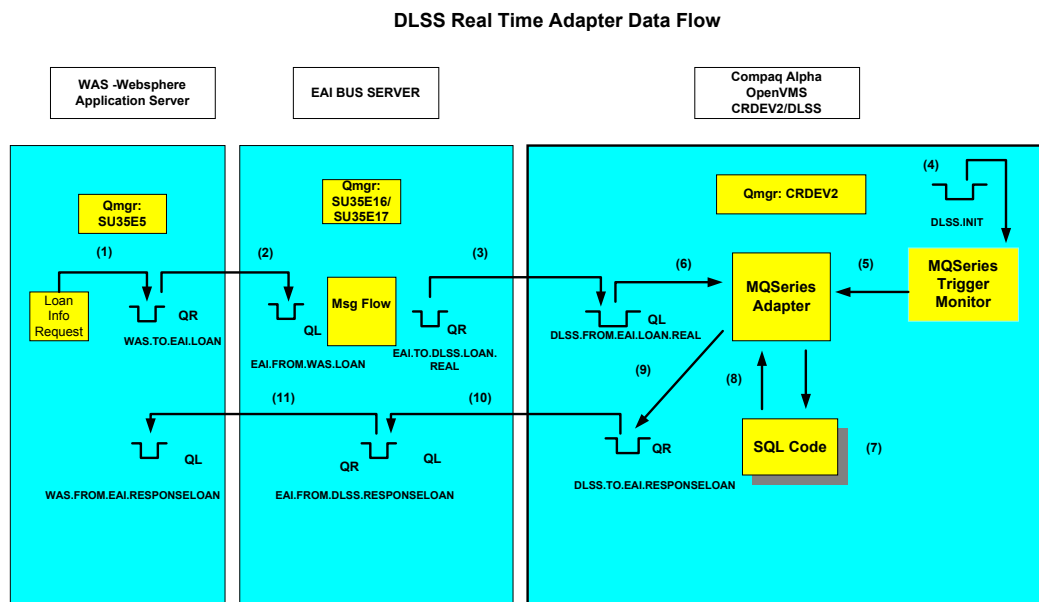 DLSS Real Time Adapter Data Flow
WAS -Websphere
Application Server
EAI BUS SERVER
Compaq Alpha
OpenVMS
CRDEV2/DLSS
Qmgr:
SU35E5
(1)
Loan
Info
Request
QR
WAS.TO.EAI.LOAN
Qmgr:
SU35E16/
SU35E17
(2)
QL
EAI.FROM.WAS.LOAN
Msg Flow
(3)
QR
EAI.TO.DLSS.LOAN.
REAL
Qmgr: CRDEV2
(4)
DLSS.INIT
(5)
MQSeries
Trigger
Monitor
(6)
QL
DLSS.FROM.EAI.LOAN.REAL
MQSeries
Adapter
(9)
(8)
SQL Code
(7)
QR
DLSS.TO.EAI.RESPONSELOAN
(10)
QR
QL
EAI.FROM.DLSS.RESPONSELOAN
(11)
QL
WAS.FROM.EAI.RESPONSELOAN